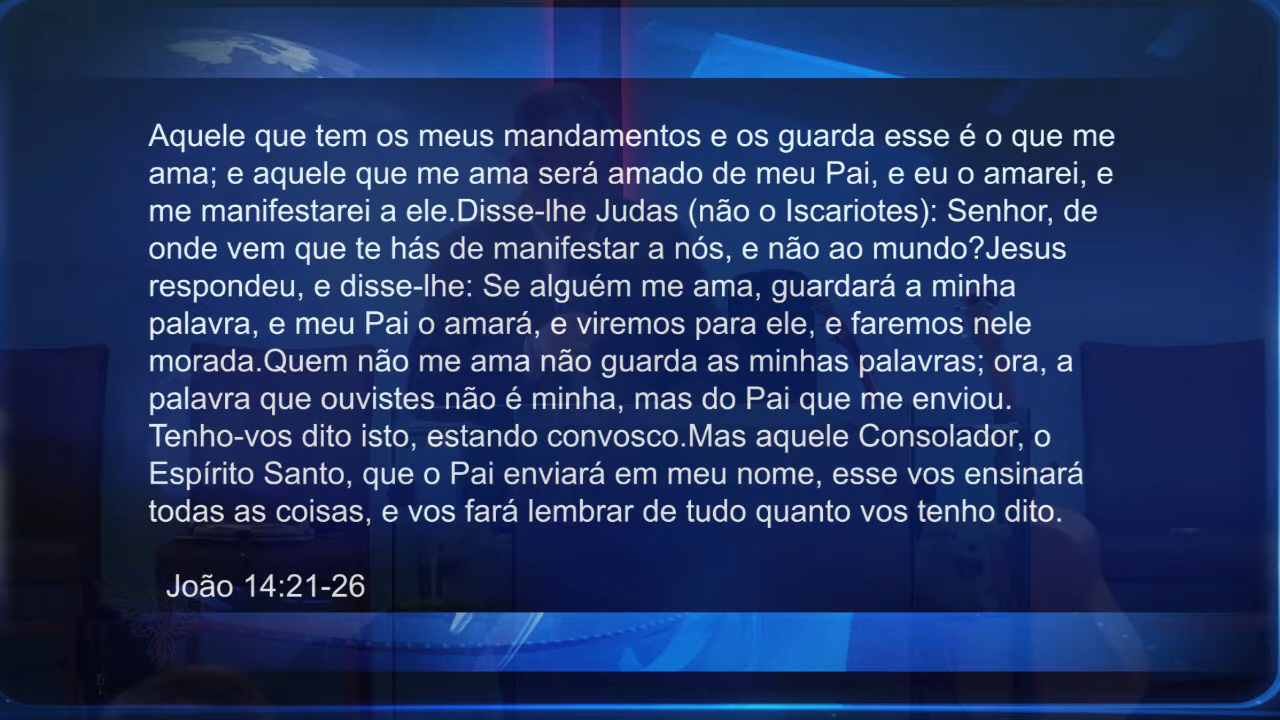 Aquele que tem os meus mandamentos e os guarda esse é o que me
ama; e aquele que me ama será amado de meu Pai, e eu o amarei, e
me manifestarei a ele.Disse-lhe Judas (não o Iscariotes): Senhor, de
onde vem que te hás de manifestar a nós, e não ao mundo?Jesus
respondeu, e disse-lhe: Se alguém me ama, guardará a minha
palavra, e meu Pai o amará, e viremos para ele, e faremos nele
morada.Quem não me ama não guarda as minhas palavras; ora, a
palavra que ouvistes não é minha, mas do Pai que me enviou.
Tenho-vos dito isto, estando convosco.Mas aquele Consolador, o
Espírito Santo, que o Pai enviará em meu nome, esse vos ensinará
todas as coisas, e vos fará lembrar de tudo quanto vos tenho dito.
João 14:21-26